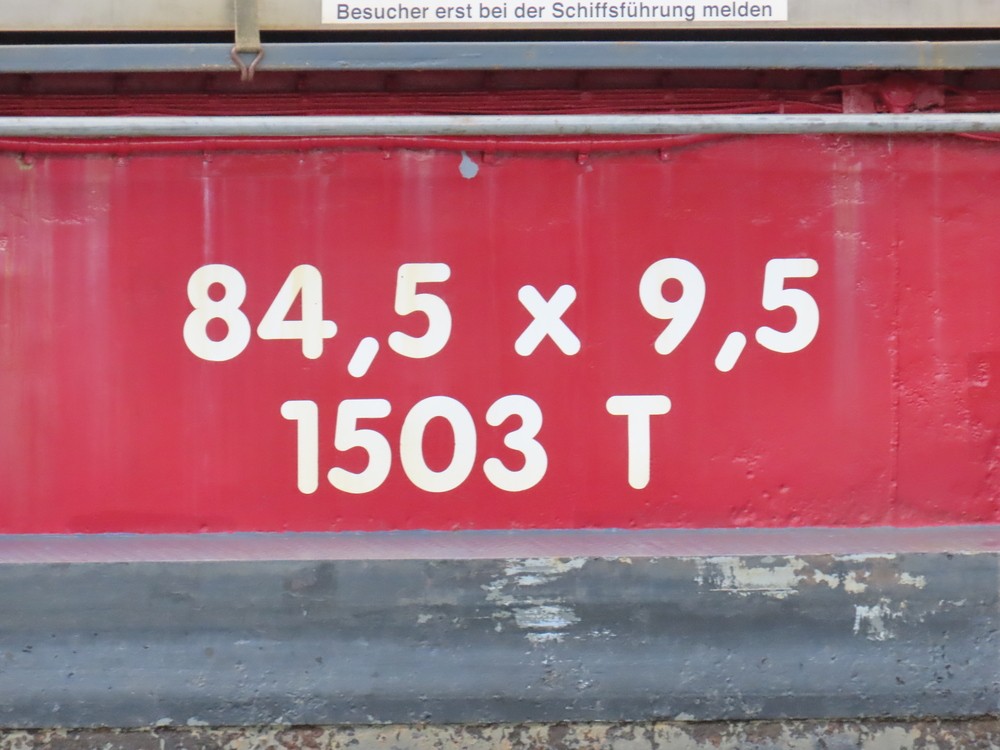 Besucher erst bei der Schiffsführung melden
84,5 x 9,5
1503 T